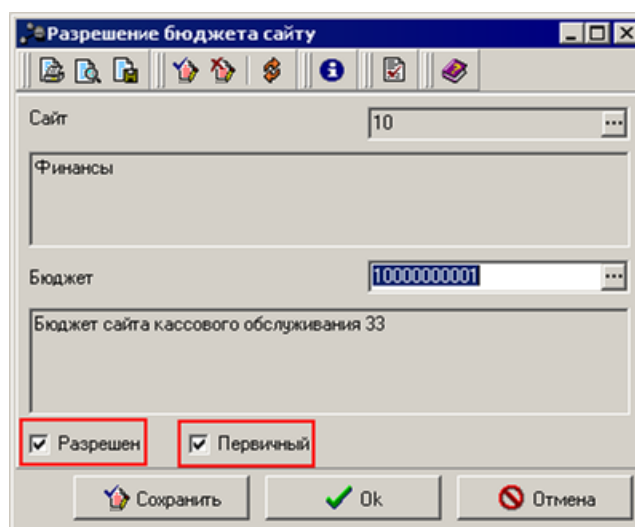 Разрешение бюджета сайту
Сайт 10
Финансы
Бюджет 10000000001
Бюджет сайта кассового обслуживания 33
Разрешен Первичный
Сохранить Ok Отмена